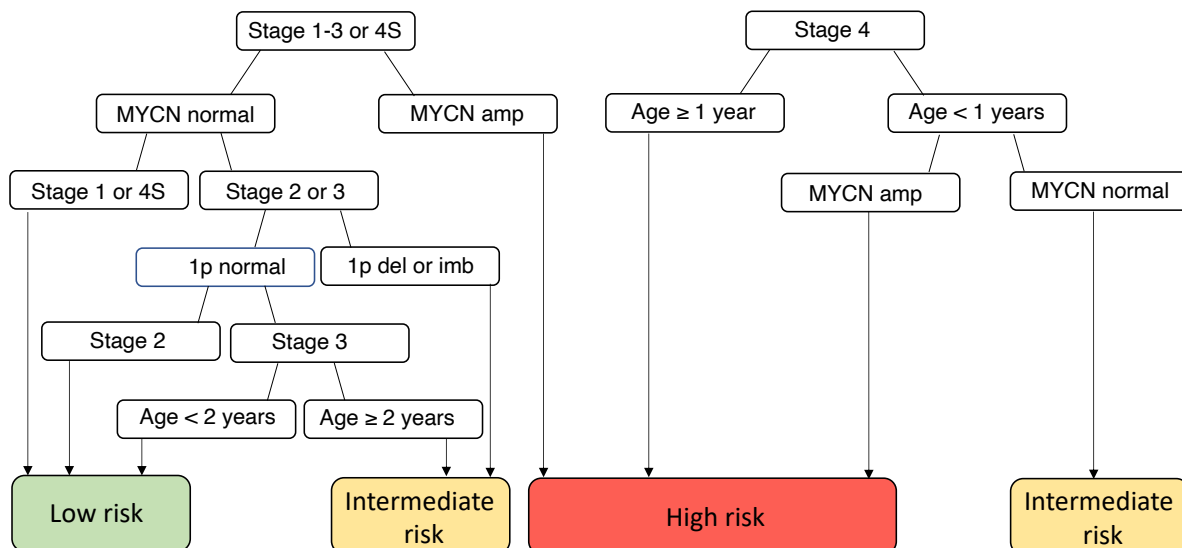 Stage 1-3 or 4S
Stage 4
MYCN normal
MYCN amp
Age ≥ 1 year
Age < 1 years
Stage 1 or 4S
Stage 2 or 3
MYCN amp
MYCN normal
1p normal
1p del or imb
Stage 2
Stage 3
Age < 2 years
Age ≥ 2 years
Low risk
Intermediate
risk
High risk
Intermediate
risk